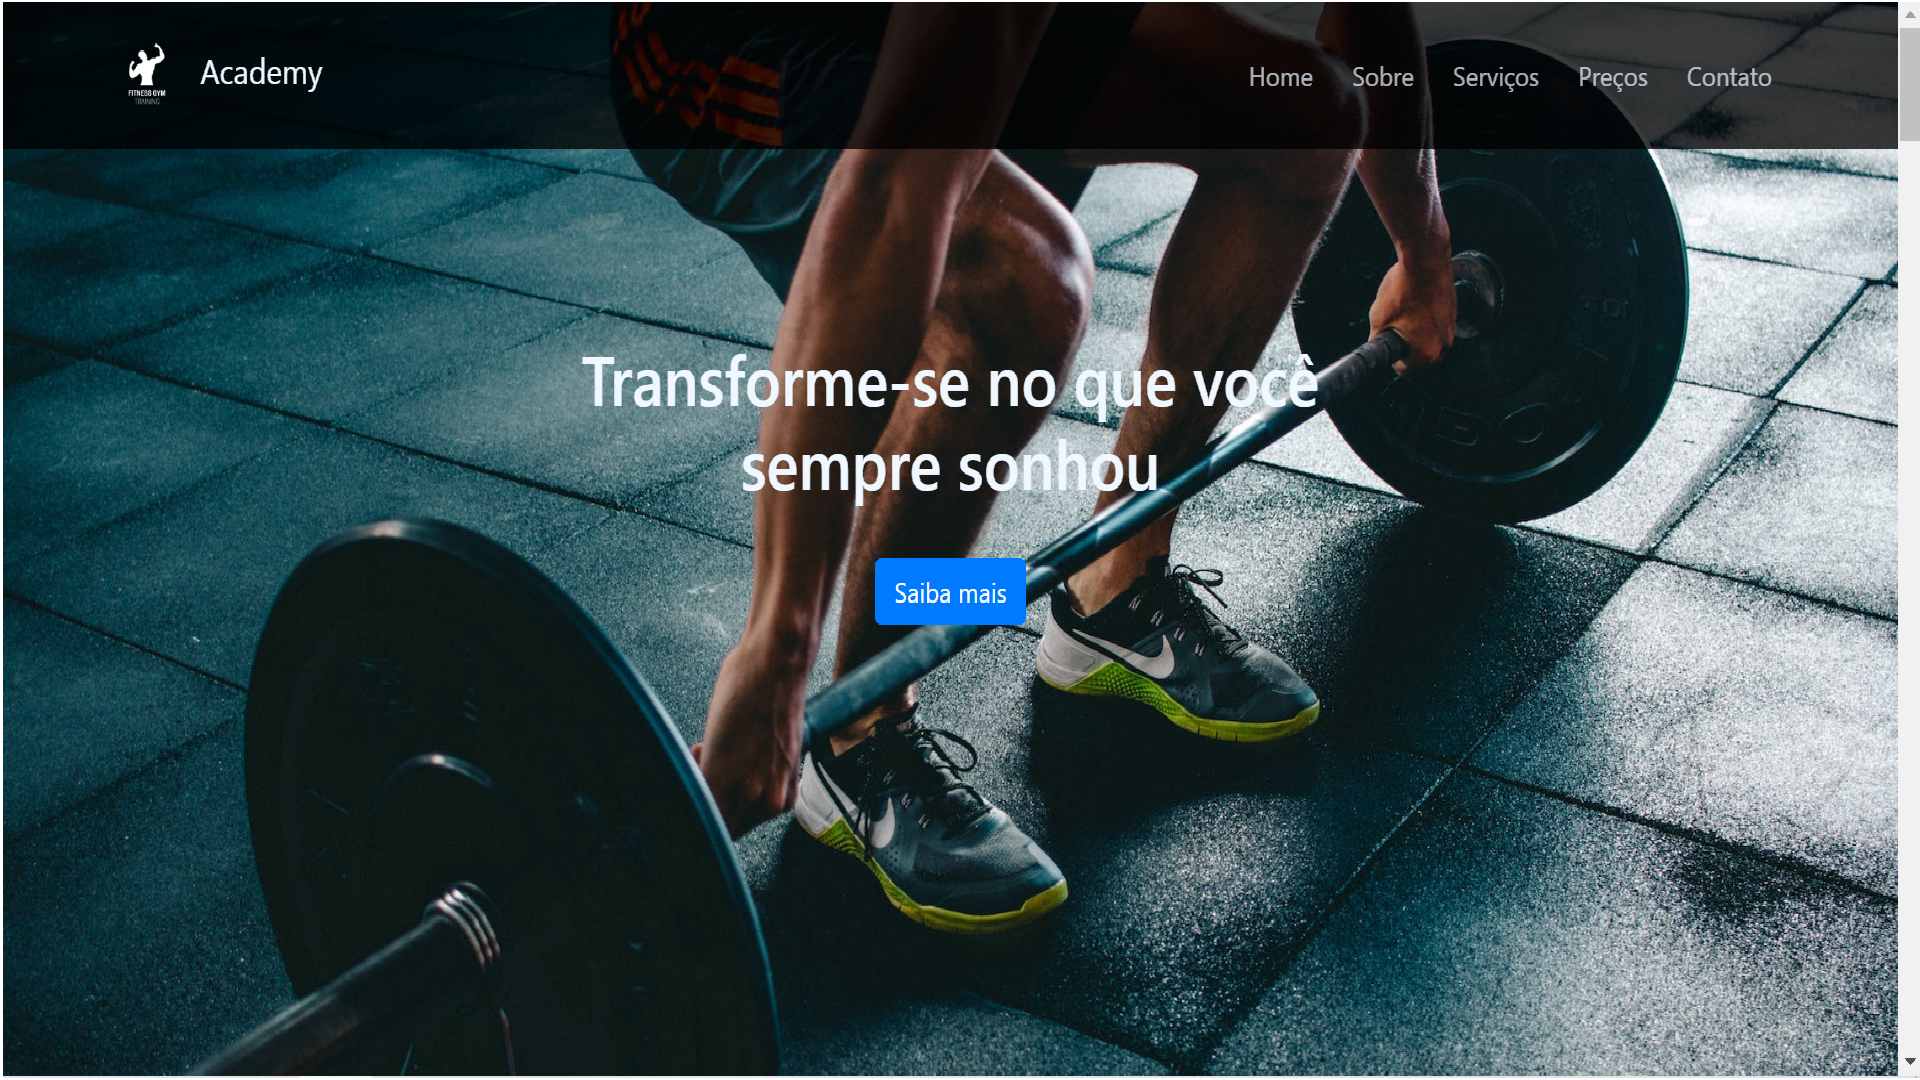 FITNESS GYM
TRAINING
Academy
Home Sobre Serviços Preços Contato
Transforme-se no que você
sempre sonhou
Saiba mais